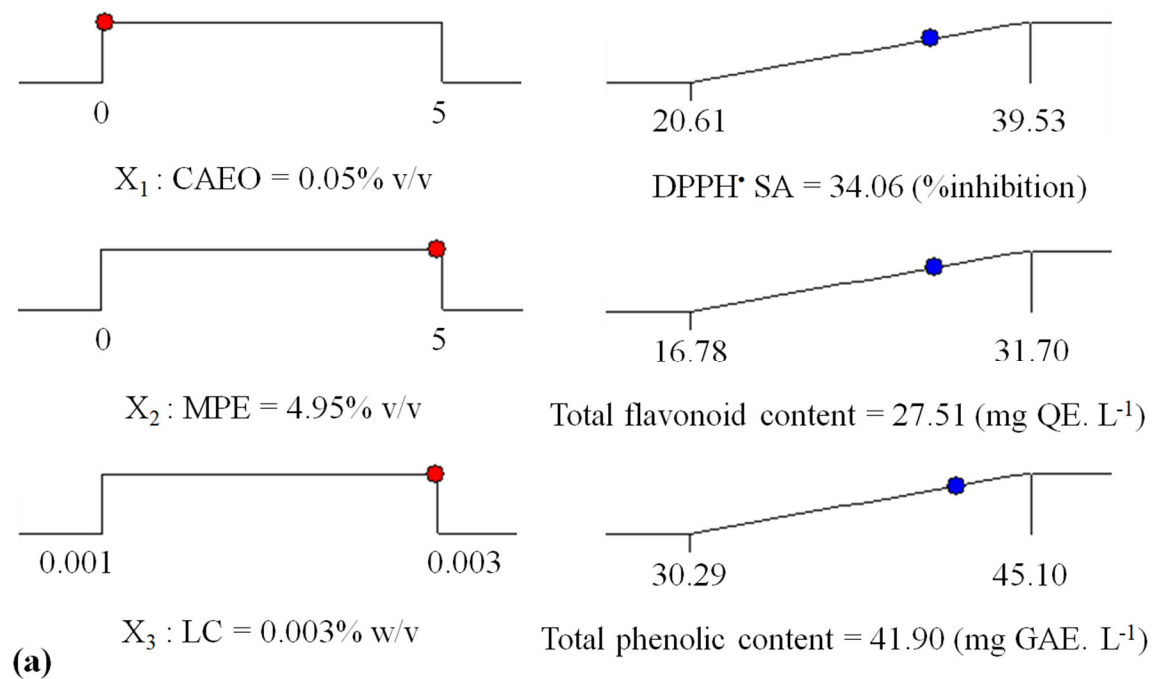 0 5
20.61 39.53
X₁ : CAEO = 0.05% v/v
DPPH• SA = 34.06 (%inhibition)
0 5
16.78 31.70
X₂ : MPE = 4.95% v/v
Total flavonoid content = 27.51 (mg QE. L⁻¹)
0.001 0.003
30.29 45.10
X₃ : LC = 0.003% w/v
Total phenolic content = 41.90 (mg GAE. L⁻¹)
(a)